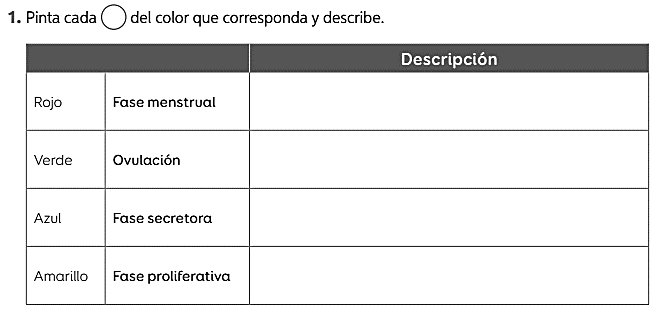 1. Pinta cada ◯ del color que corresponda y describe.
Descripción
Rojo Fase menstrual
Verde Ovulación
Azul Fase secretora
Amarillo Fase proliferativa